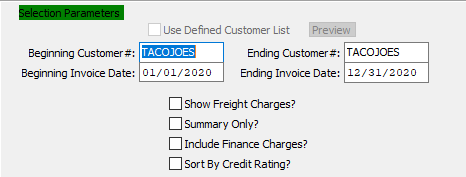 Selection Parameters
Use Defined Customer List Preview
Beginning Customer#: TACOJOES Ending Customer#: TACOJOES
Beginning Invoice Date: 01/01/2020 Ending Invoice Date: 12/31/2020
Show Freight Charges?
Summary Only?
Include Finance Charges?
Sort By Credit Rating?